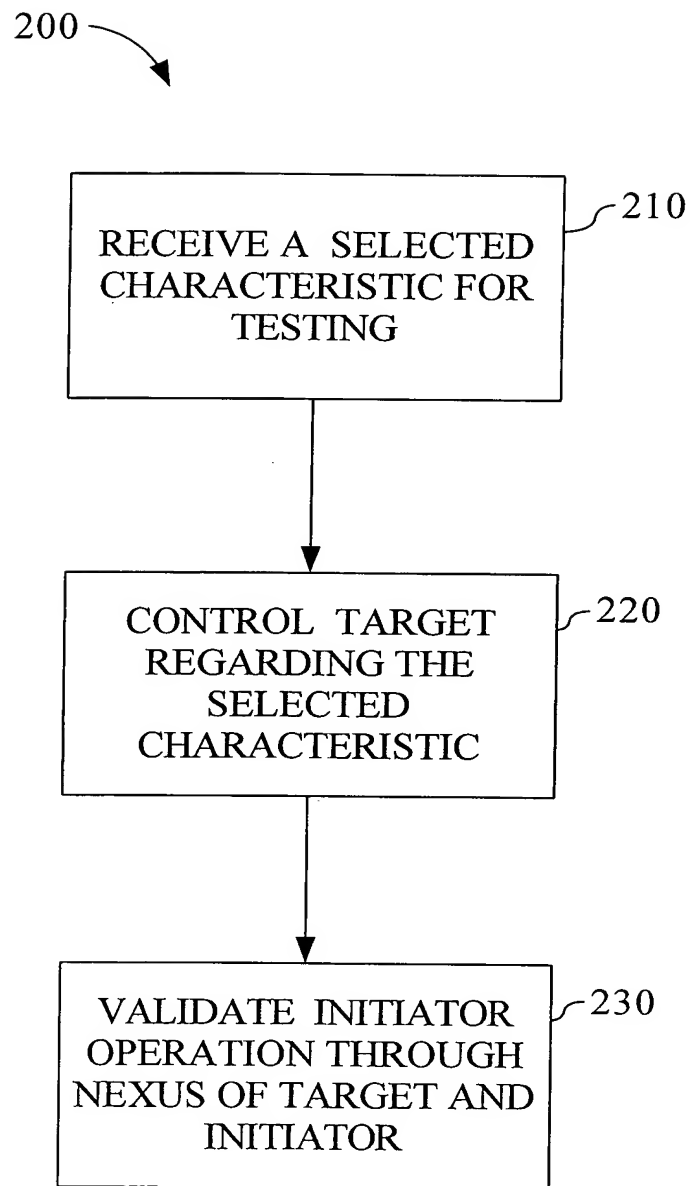 200
RECEIVE A SELECTED
CHARACTERISTIC FOR
TESTING
210
CONTROL TARGET
REGARDING THE
SELECTED
CHARACTERISTIC
220
VALIDATE INITIATOR
OPERATION THROUGH
NEXUS OF TARGET AND
INITIATOR
230